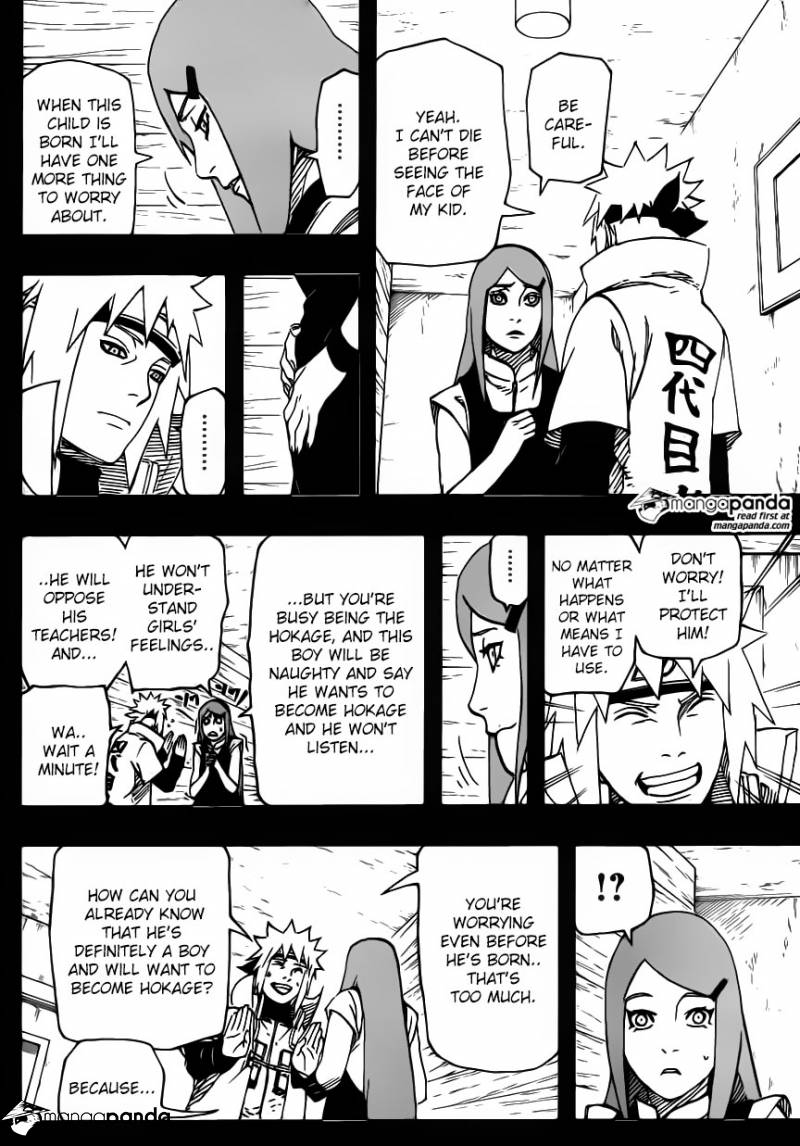 BE
CARE-
FUL.
YEAH.
I CAN'T DIE
BEFORE
SEEING THE
FACE OF
MY KID.
四代目
mangapanda
read first at
mangapanda.com
........
WHEN THIS
CHILD IS
BORN I'LL
HAVE ONE
MORE THING
TO WORRY
ABOUT.
........
DON'T
WORRY!
I'LL
PROTECT
HIM!
NO MATTER
WHAT
HAPPENS
OR WHAT
MEANS I
HAVE TO
USE.
......
...BUT YOU'RE
BUSY BEING THE
HOKAGE, AND THIS
BOY WILL BE
NAUGHTY AND SAY
HE WANTS TO
BECOME HOKAGE
AND HE WON'T
LISTEN...
HE WON'T
UNDER-
STAND
GIRLS'
FEELINGS..
..HE WILL
OPPOSE
HIS
TEACHERS!
AND...
WA..
WAIT A
MINUTE!
!?
YOU'RE
WORRYING
EVEN BEFORE
HE'S BORN..
THAT'S
TOO MUCH.
HOW CAN YOU
ALREADY KNOW
THAT HE'S
DEFINITELY A BOY
AND WILL WANT TO
BECOME HOKAGE?
BECAUSE...
mangapanda